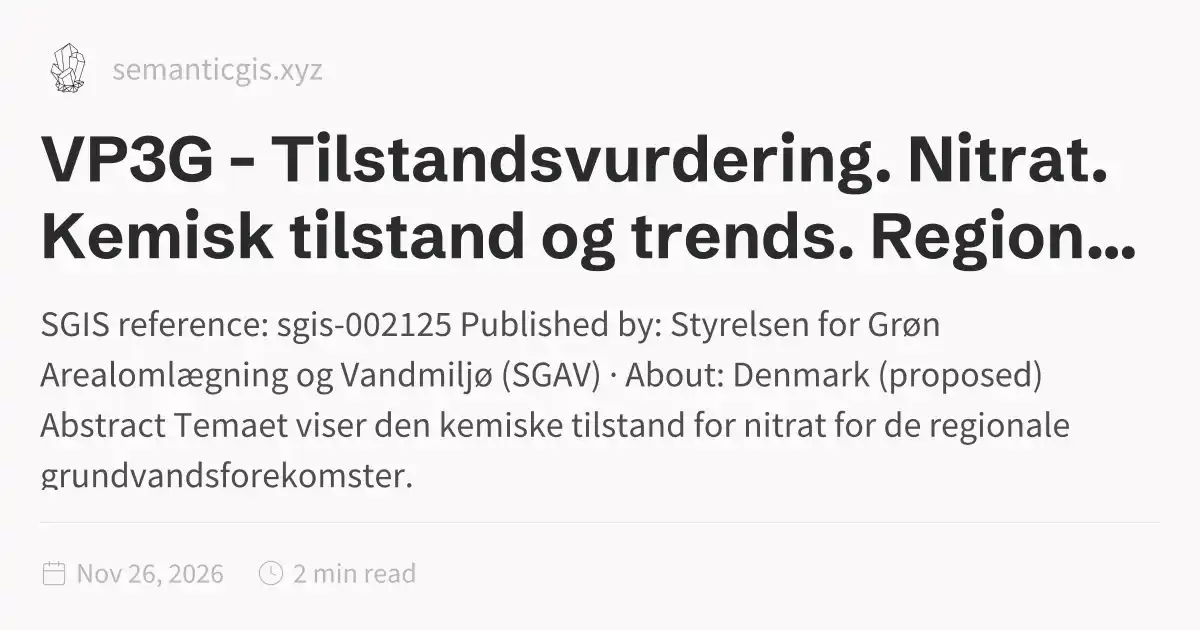 semanticgis.xyz
VP3G - Tilstandsvurdering. Nitrat.
Kemisk tilstand og trends. Region...
SGIS reference: sgis-002125 Published by: Styrelsen for Grøn
Arealomlægning og Vandmiljø (SGAV) · About: Denmark (proposed)
Abstract Temaet viser den kemiske tilstand for nitrat for de regionale
grundvandsforekomster.
Nov 26, 2026 2 min read